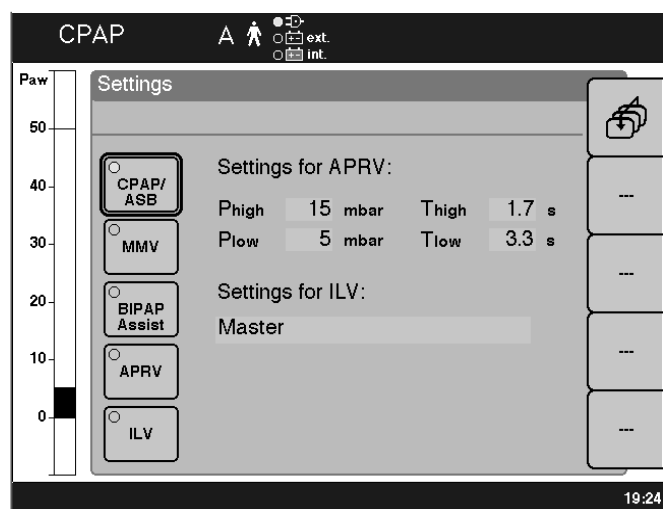 CPAP
A
ext.
int.
Paw
50
40
30
20
10
0
Settings
CPAP/
ASB
MMV
BIPAP
Assist
APRV
ILV
Settings for APRV:
Phigh 15 mbar Thigh 1.7 s
Plow 5 mbar Tlow 3.3 s
Settings for ILV:
Master
---
---
---
---
19:24